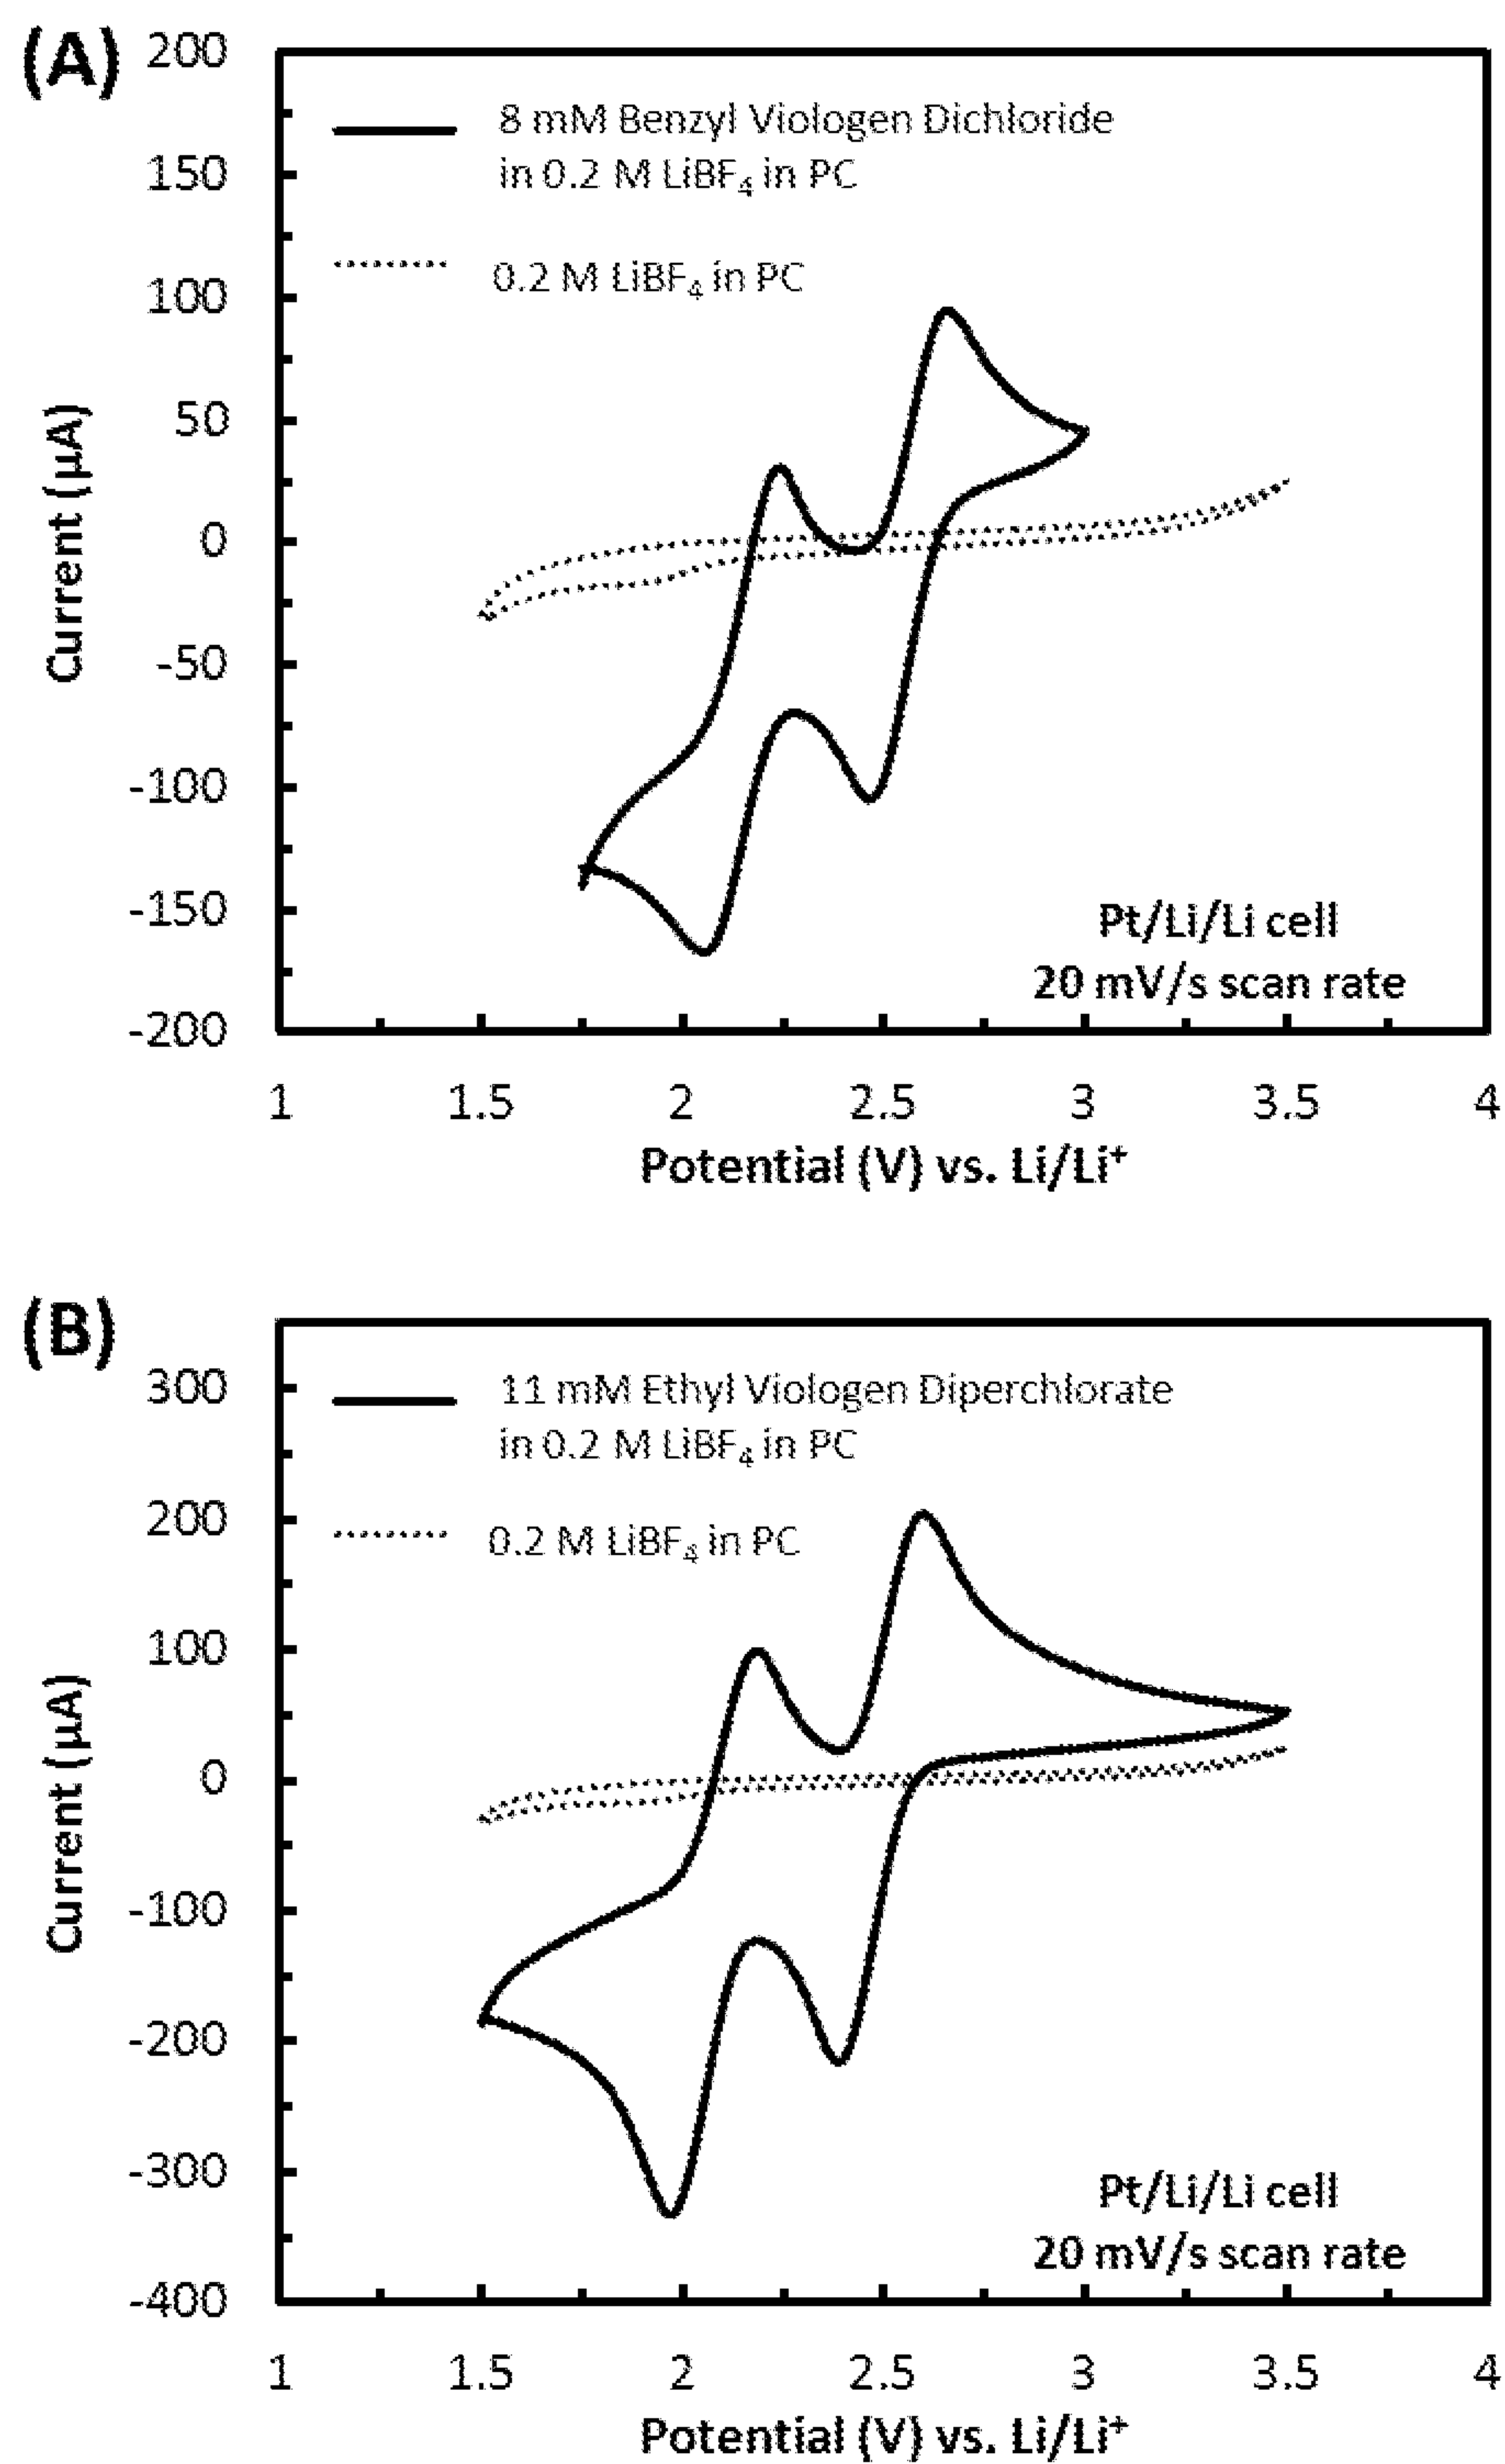 (A)
200
150
100
50
0
-50
-100
-150
-200
Current (µA)
8 mM Benzyl Viologen Dichloride
in 0.2 M LiBF₄ in PC
0.2 M LiBF₄ in PC
Pt/Li/Li cell
20 mV/s scan rate
1 1.5 2 2.5 3 3.5 4
Potential (V) vs. Li/Li⁺
(B)
300
200
100
0
-100
-200
-300
-400
Current (µA)
11 mM Ethyl Viologen Diperchlorate
in 0.2 M LiBF₄ in PC
0.2 M LiBF₄ in PC
Pt/Li/Li cell
20 mV/s scan rate
1 1.5 2 2.5 3 3.5 4
Potential (V) vs. Li/Li⁺